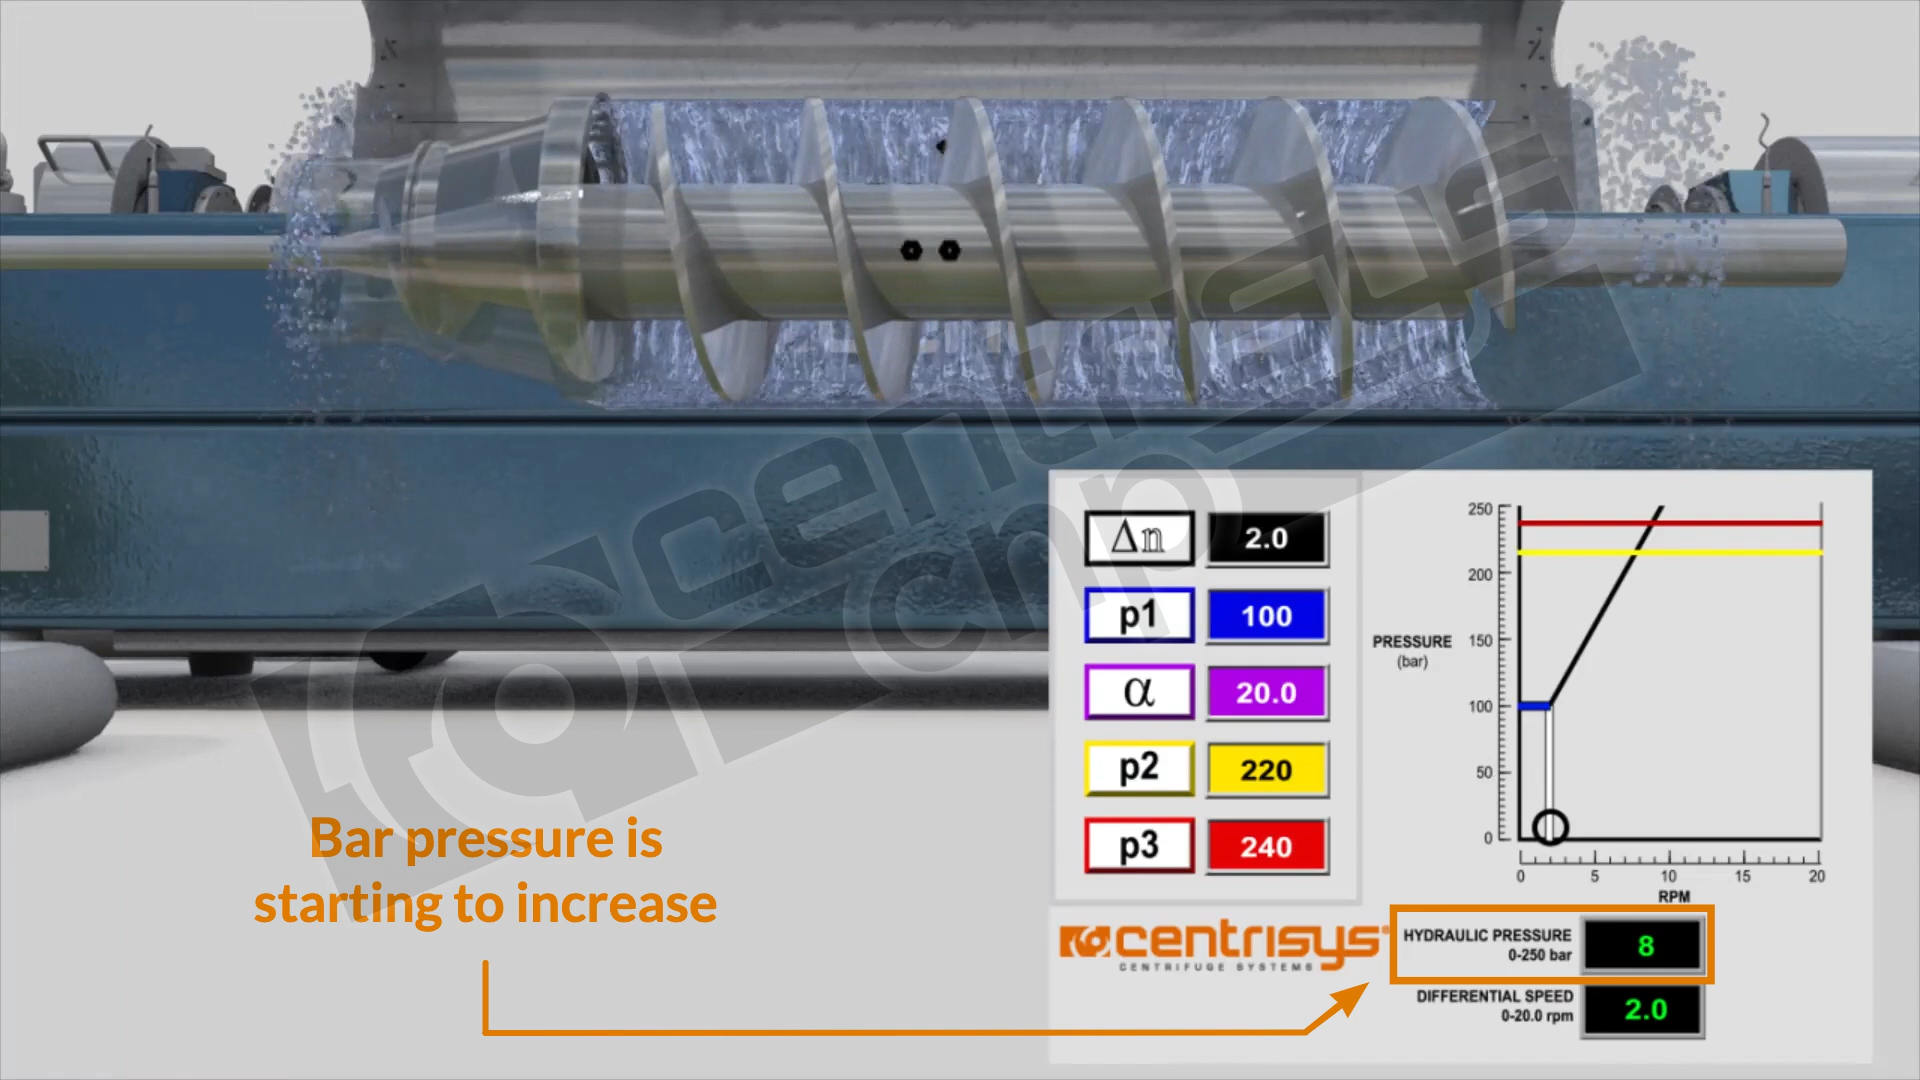 centrisys
cnp
Δn
2.0
p1
100
α
20.0
p2
220
p3
240
PRESSURE
(bar)
250
200
150
100
50
0
0
5
10
15
20
RPM
Bar pressure is
starting to increase
centrisys®
CENTRIFUGE SYSTEMS
HYDRAULIC PRESSURE
0-250 bar
8
DIFFERENTIAL SPEED
0-20.0 rpm
2.0